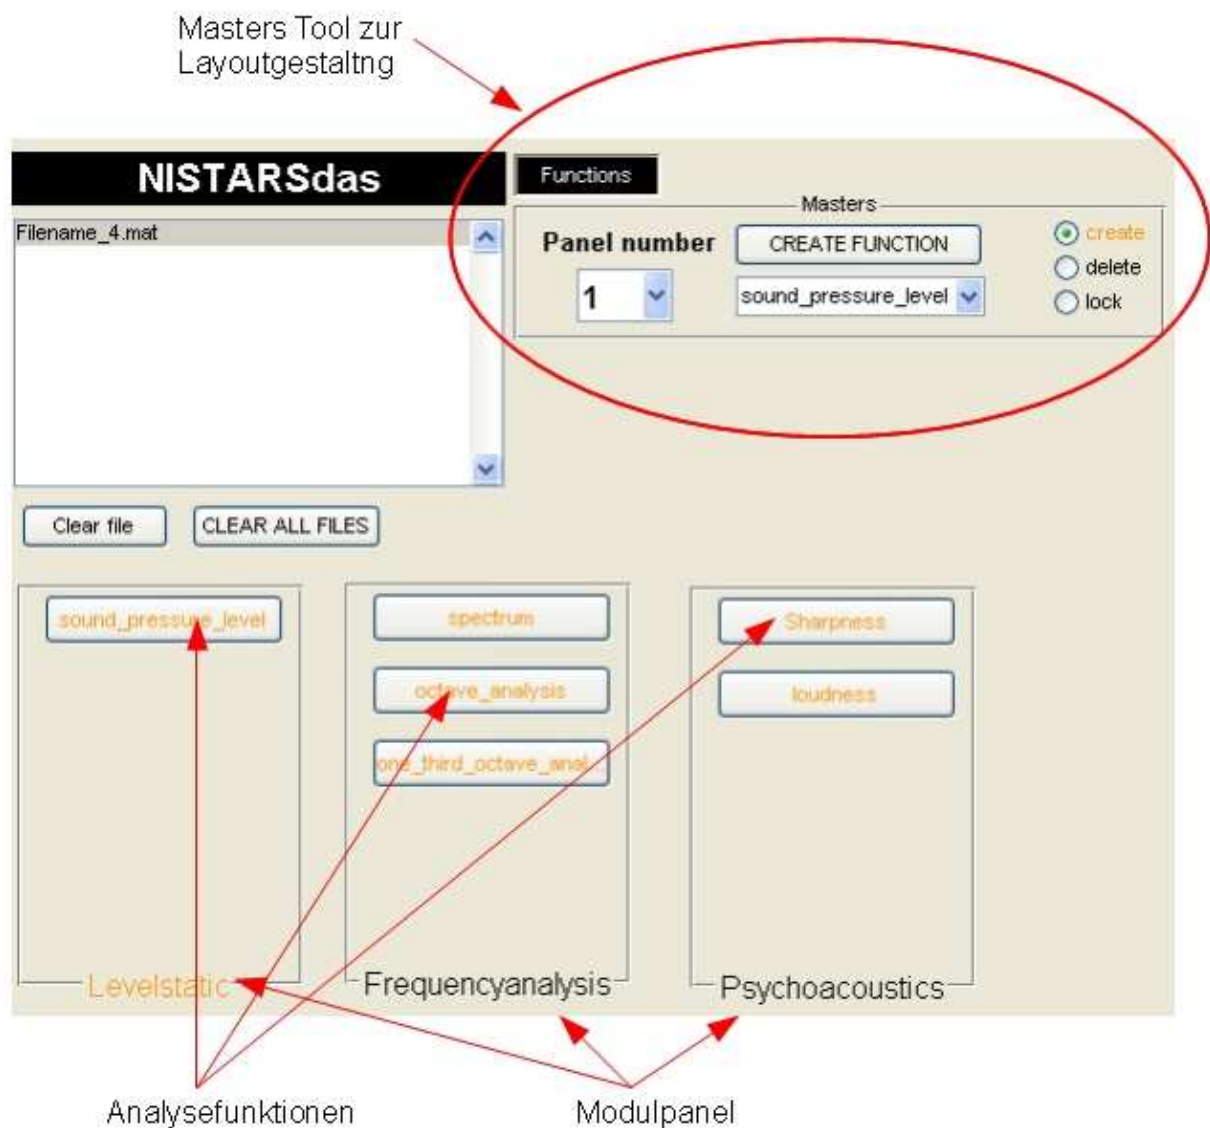 Masters Tool zur
Layoutgestaltng
NISTARSdas
Functions
Filename_4.mat
Masters
Panel number
CREATE FUNCTION
create
delete
lock
1
sound_pressure_level
Clear file
CLEAR ALL FILES
sound_pressure_level
spectrum
Sharpness
octave_analysis
loudness
one_third_octave_anal...
Levelstatic
Frequencyanalysis
Psychoacoustics
Analysefunktionen
Modulpanel